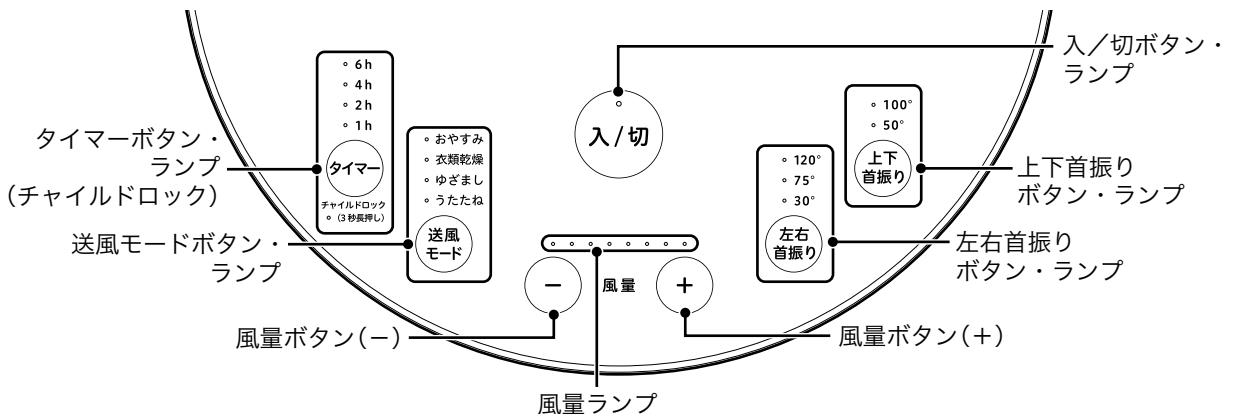 入／切ボタン・
ランプ
6h
4h
2h
1h
タイマー
チャイルドロック
（3秒長押し）
タイマーボタン・
ランプ
（チャイルドロック）
おやすみ
衣類乾燥
ゆざまし
うたたね
送風
モード
送風モードボタン・
ランプ
入/切
100°
50°
上下
首振り
上下首振り
ボタン・ランプ
120°
75°
30°
左右
首振り
左右首振り
ボタン・ランプ
−
風量
+
風量ボタン（−）
風量ボタン（+）
風量ランプ